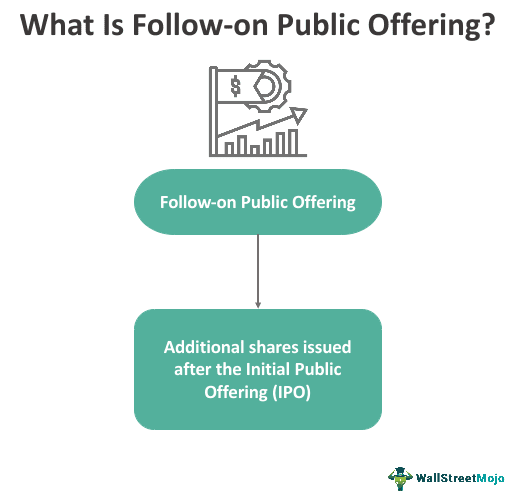 What Is Follow-on Public Offering?
$
Follow-on Public Offering
Additional shares issued
after the Initial Public
Offering (IPO)
WallStreetMojo